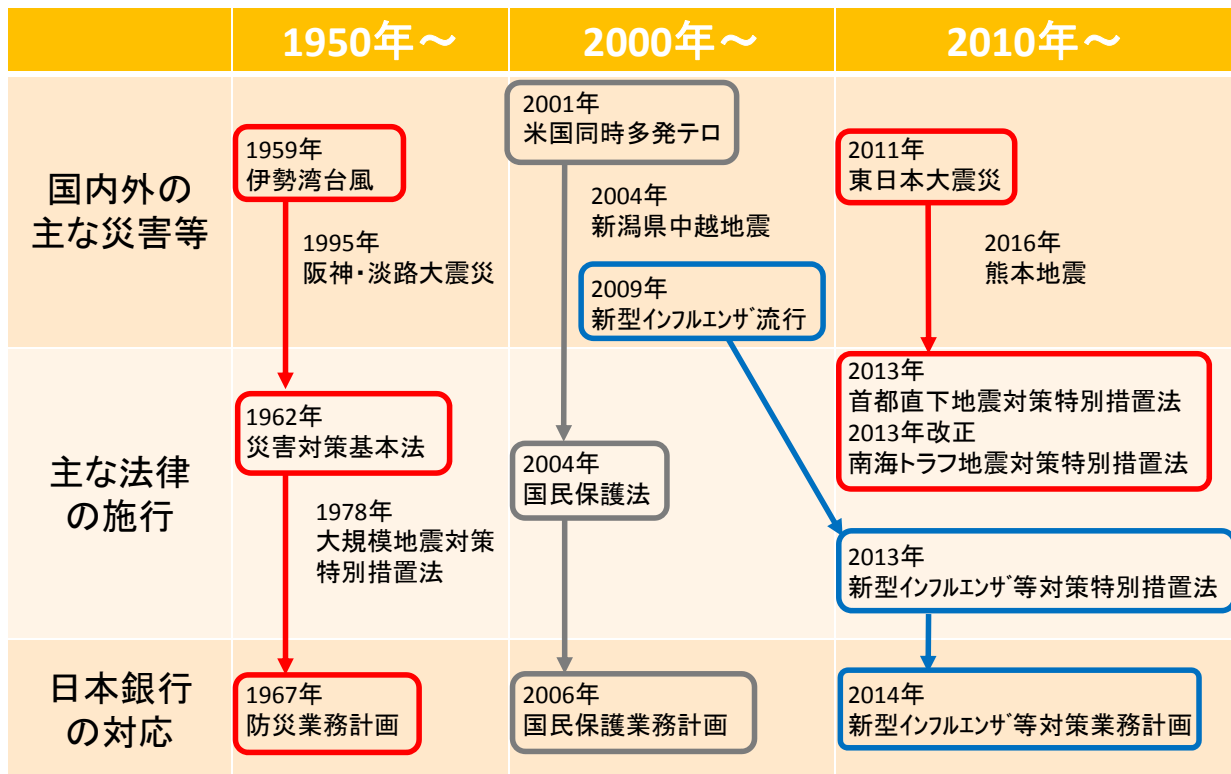 1950年～
2000年～
2010年～
国内外の
主な災害等
1959年
伊勢湾台風
1995年
阪神・淡路大震災
2001年
米国同時多発テロ
2004年
新潟県中越地震
2009年
新型ｲﾝﾌﾙｴﾝｻﾞ流行
2011年
東日本大震災
2016年
熊本地震
主な法律
の施行
1962年
災害対策基本法
1978年
大規模地震対策
特別措置法
2004年
国民保護法
2013年
首都直下地震対策特別措置法
2013年改正
南海トラフ地震対策特別措置法
2013年
新型ｲﾝﾌﾙｴﾝｻﾞ等対策特別措置法
日本銀行
の対応
1967年
防災業務計画
2006年
国民保護業務計画
2014年
新型ｲﾝﾌﾙｴﾝｻﾞ等対策業務計画